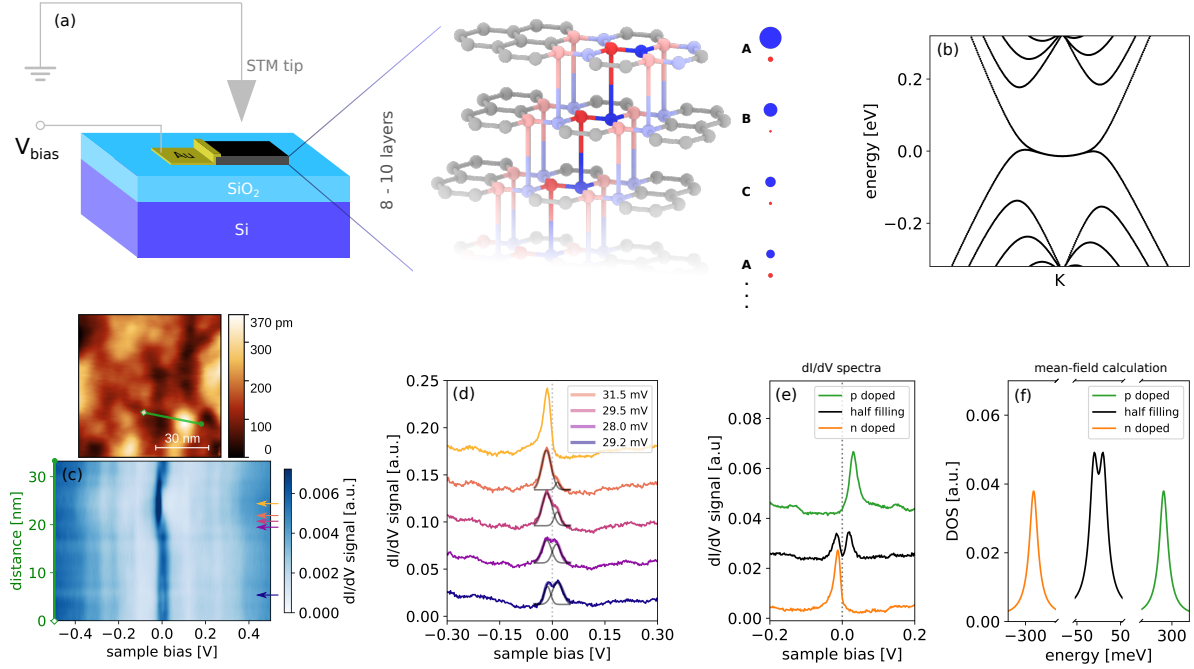 (a)
STM tip
Vbias
Au
SiO2
Si
8 - 10 layers
A
B
C
A
(b)
energy [eV]
0.2
0.0
−0.2
K
370 pm
300
200
100
0
30 nm
(c)
distance [nm]
30
20
10
0
−0.4 −0.2 0.0 0.2 0.4
sample bias [V]
0.006
0.004
0.002
0.000
dI/dV signal [a.u.]
(d)
dI/dV signal [a.u.]
0.25
0.20
0.15
0.10
0.05
0.00
31.5 mV
29.5 mV
28.0 mV
29.2 mV
−0.30 −0.15 0.00 0.15 0.30
sample bias [V]
dI/dV spectra
(e)
dI/dV signal [a.u.]
0.08
0.06
0.04
0.02
0.00
p doped
half filling
n doped
−0.2 0.0 0.2
sample bias [V]
mean-field calculation
(f)
DOS [a.u.]
0.06
0.04
0.02
0.00
p doped
half filling
n doped
−300 −50 50 300
energy [meV]